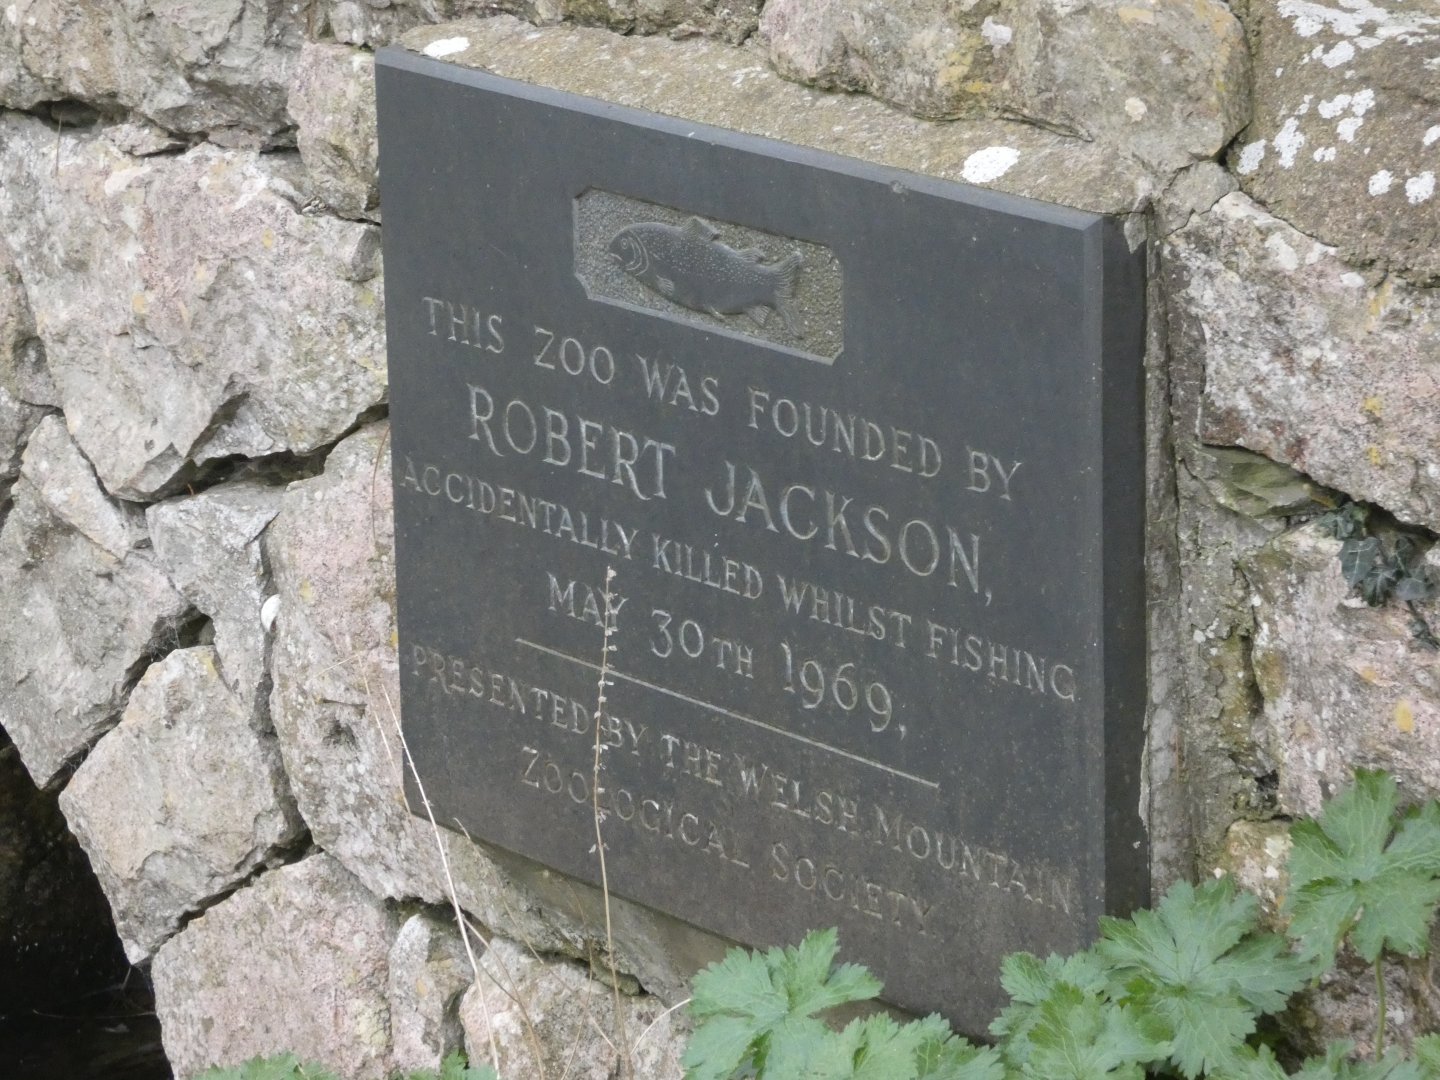 THIS ZOO WAS FOUNDED BY
ROBERT JACKSON,
ACCIDENTALLY KILLED WHILST FISHING
MAY 30TH 1969,
PRESENTED BY THE WELSH MOUNTAIN
ZOOLOGICAL SOCIETY